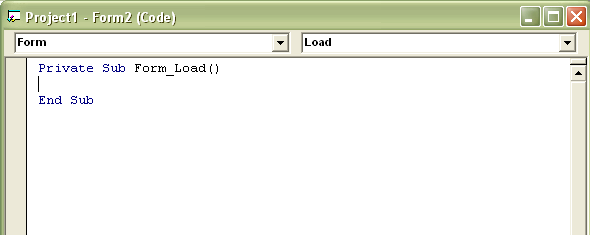 Project1 - Form2 (Code)
Form Load
Private Sub Form_Load()
End Sub